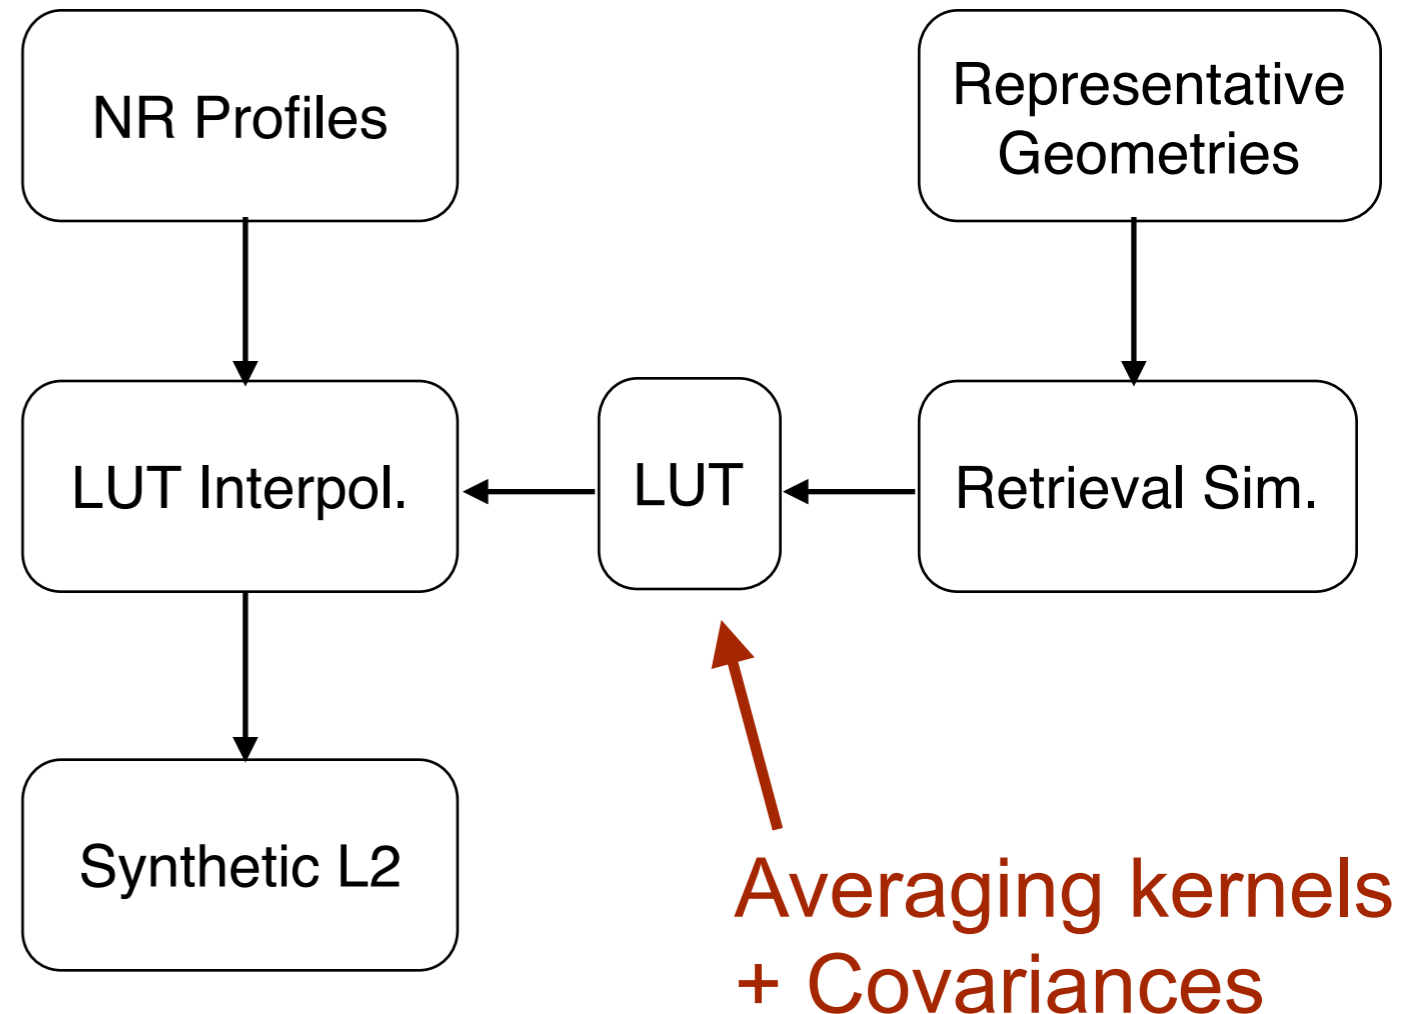 NR Profiles
Representative
Geometries
LUT Interpol.
LUT
Retrieval Sim.
Synthetic L2
Averaging kernels
+ Covariances